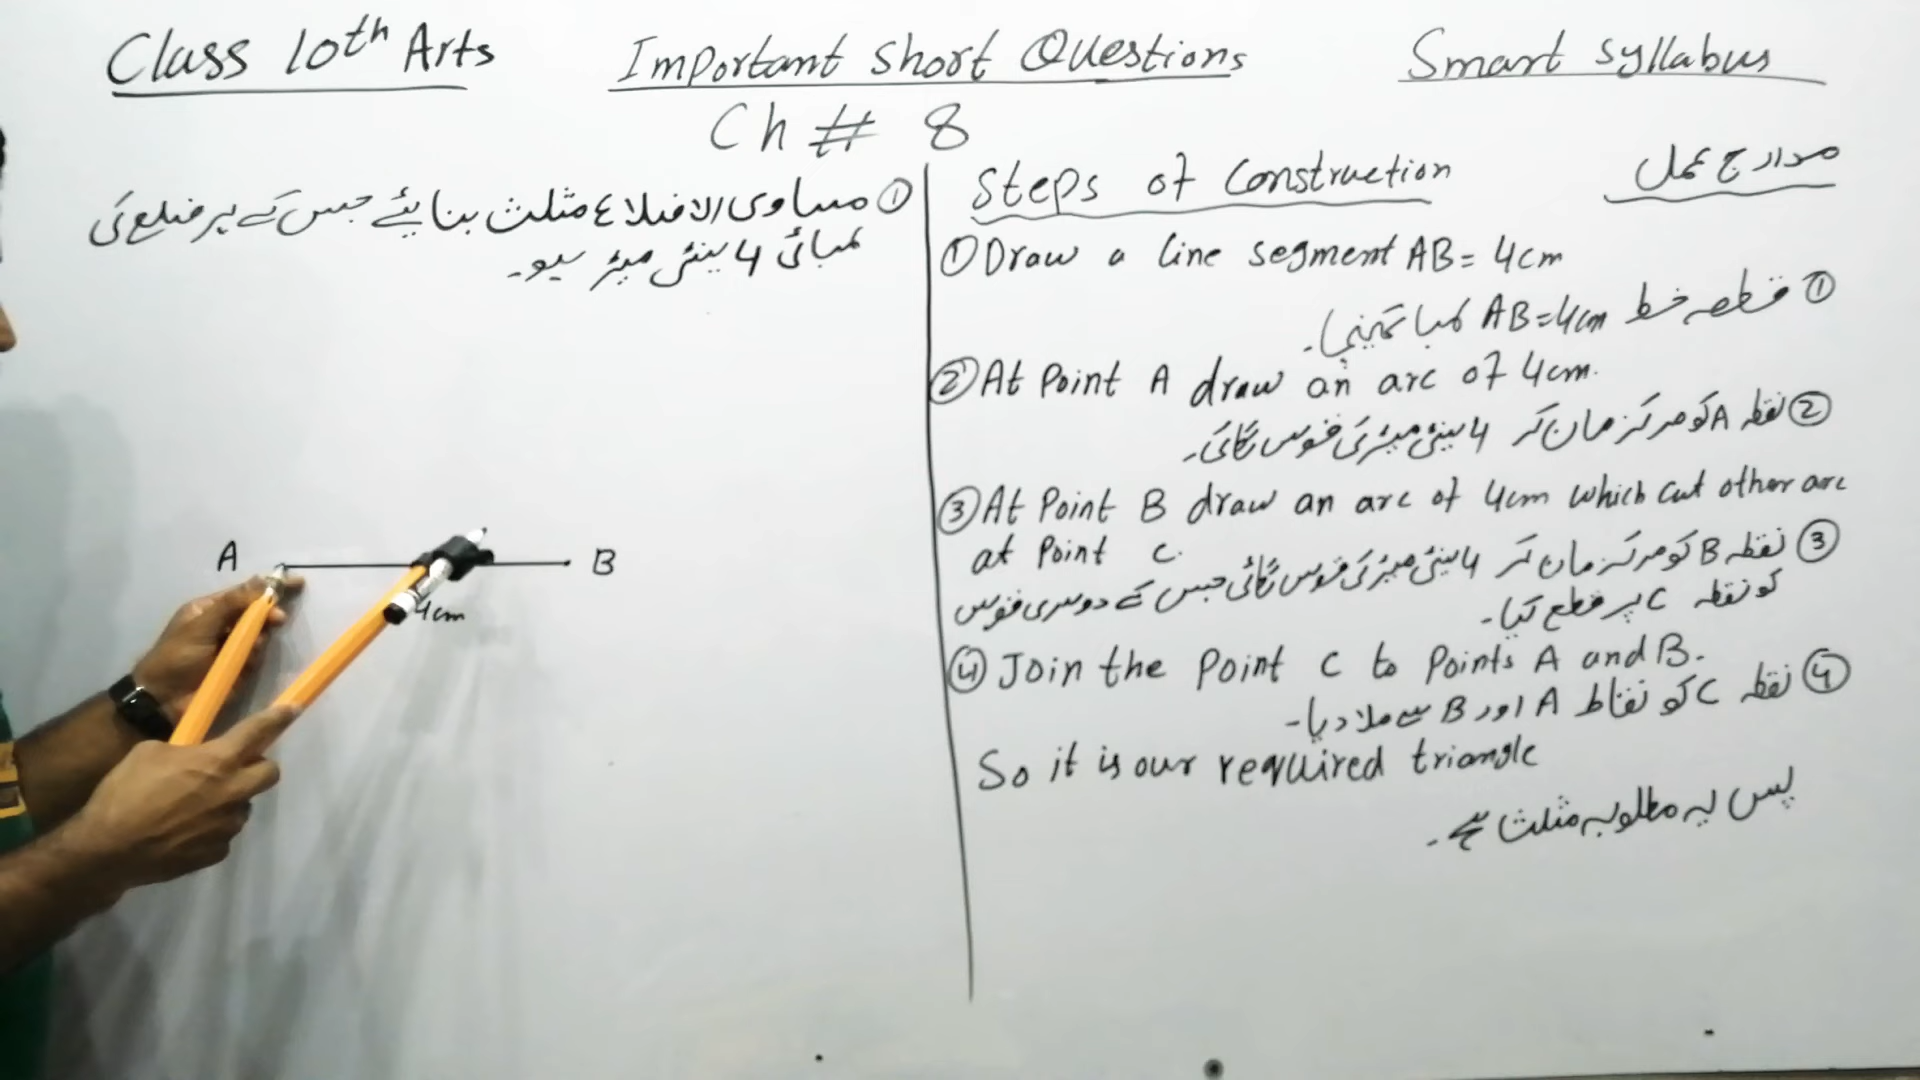 Class 10th Arts
Important Short Questions
Smart Syllabus
Ch # 8
① مساوی الاضلاع مثلث بنایئے جس کے ہر ضلع کی
لمبائی 4 سینٹی میٹر ہو۔
A
B
4cm
Steps of Construction
مدارج عمل
① Draw a line segment AB = 4cm
① قطعہ خط AB=4cm لمبا کھینچا۔
② At Point A draw an arc of 4cm.
② نقطہ A کو مرکز مان کر 4 سینٹی میٹر کی قوس لگائی۔
③ At Point B draw an arc of 4cm which cut other arc
at Point C.
③ نقطہ B کو مرکز مان کر 4 سینٹی میٹر کی قوس لگائی جس نے دوسری قوس
کو نقطہ C پر قطع کیا۔
④ Join the Point C to Points A and B.
④ نقطہ C کو نقاط A اور B سے ملا دیا۔
So it is our required triangle
پس یہ مطلوبہ مثلث ہے۔